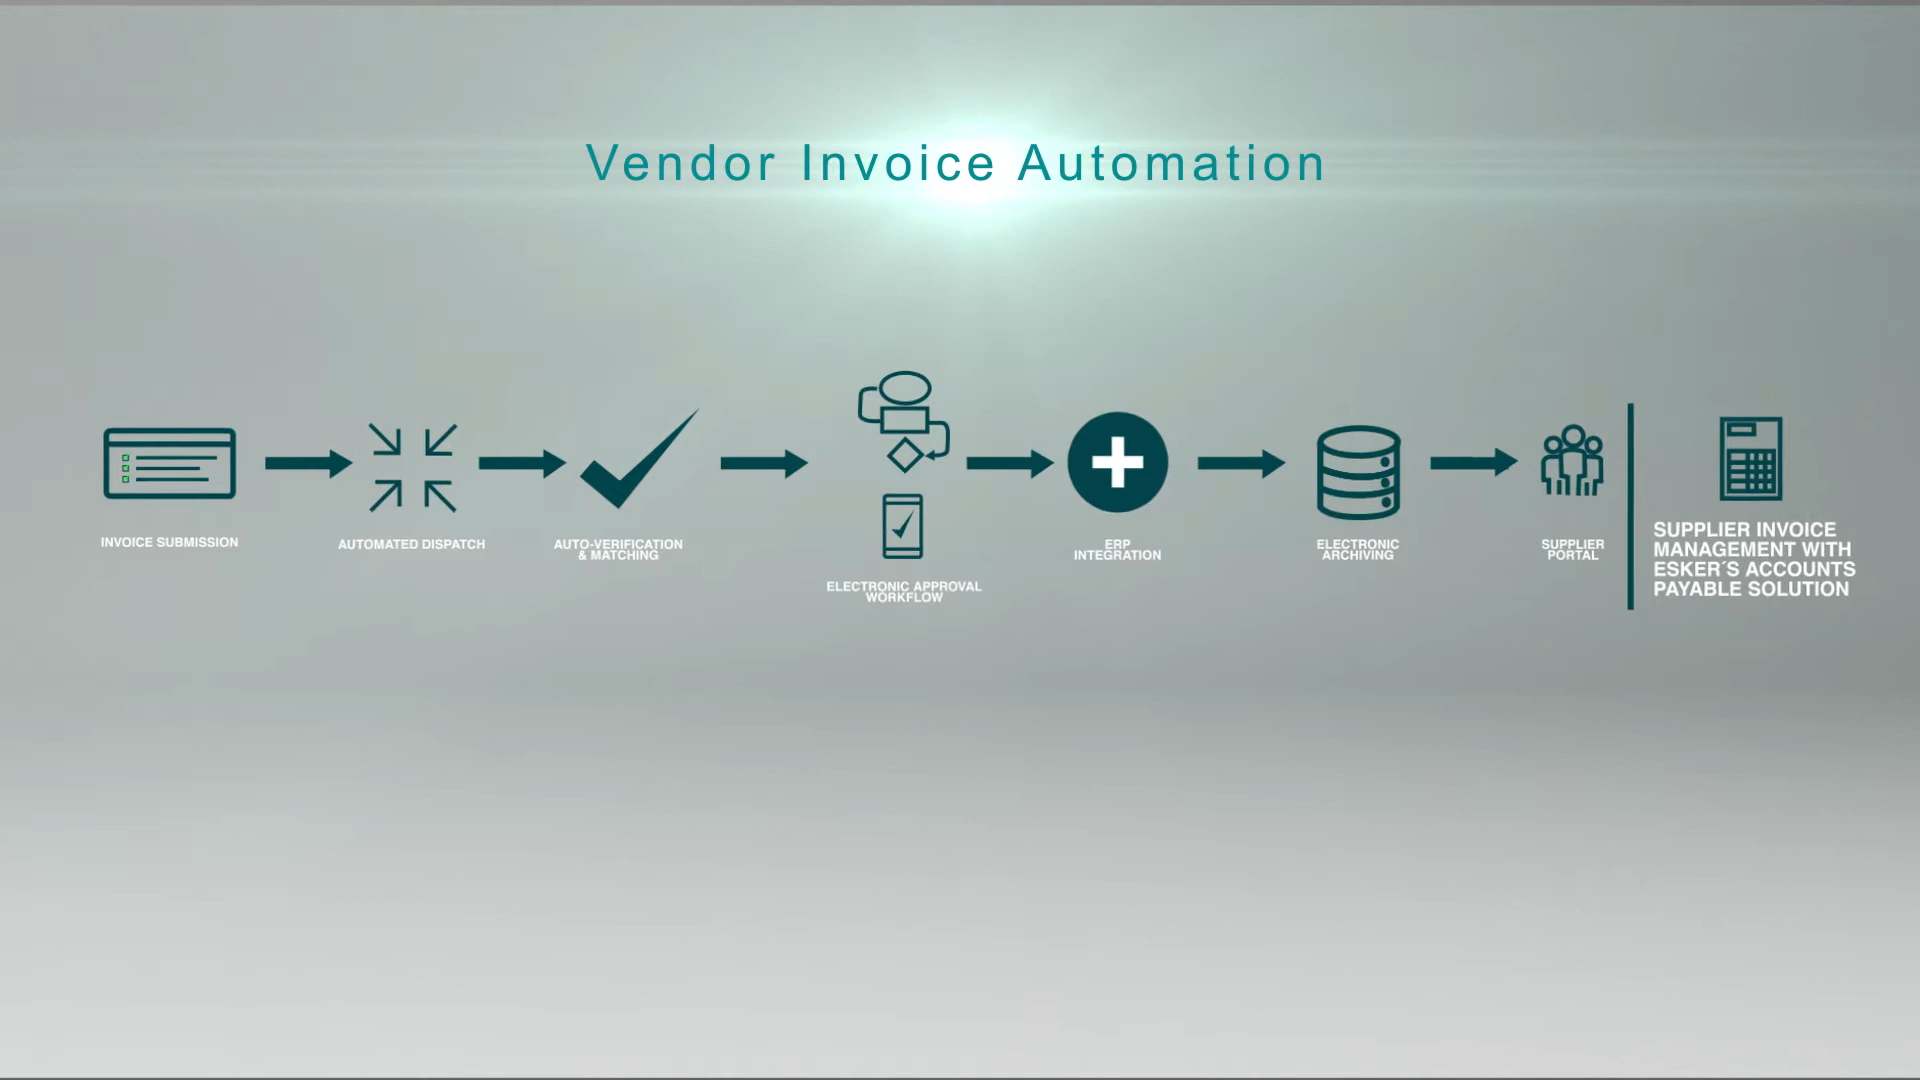 Vendor Invoice Automation
INVOICE SUBMISSION
AUTOMATED DISPATCH
AUTO-VERIFICATION
& MATCHING
ELECTRONIC APPROVAL
WORKFLOW
ERP
INTEGRATION
ELECTRONIC
ARCHIVING
SUPPLIER
PORTAL
SUPPLIER INVOICE
MANAGEMENT WITH
ESKER´S ACCOUNTS
PAYABLE SOLUTION